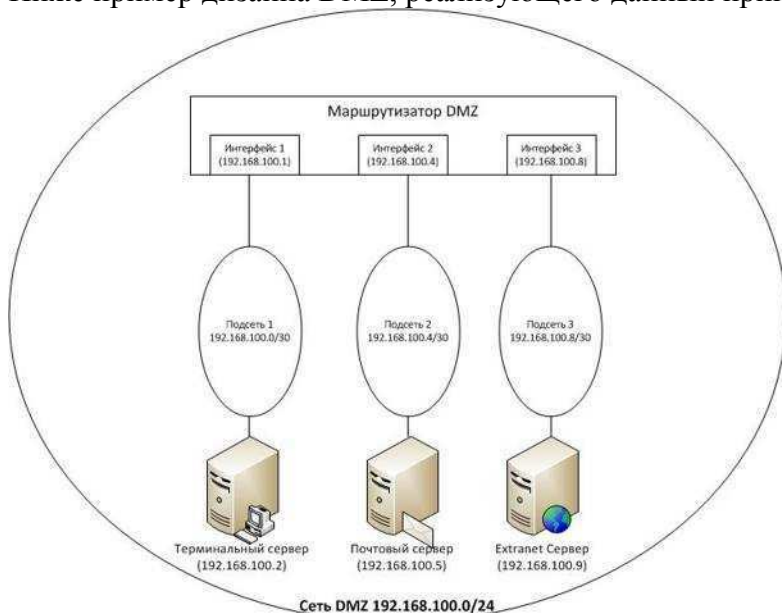 Маршрутизатор DMZ
Интерфейс 1
(192.168.100.1)
Интерфейс 2
(192.168.100.4)
Интерфейс 3
(192.168.100.8)
Подсеть 1
192.168.100.0/30
Подсеть 2
192.168.100.4/30
Подсеть 3
192.168.100.8/30
Терминальный сервер
(192.168.100.2)
Почтовый сервер
(192.168.100.5)
Extranet Сервер
(192.168.100.9)
Сеть DMZ 192.168.100.0/24